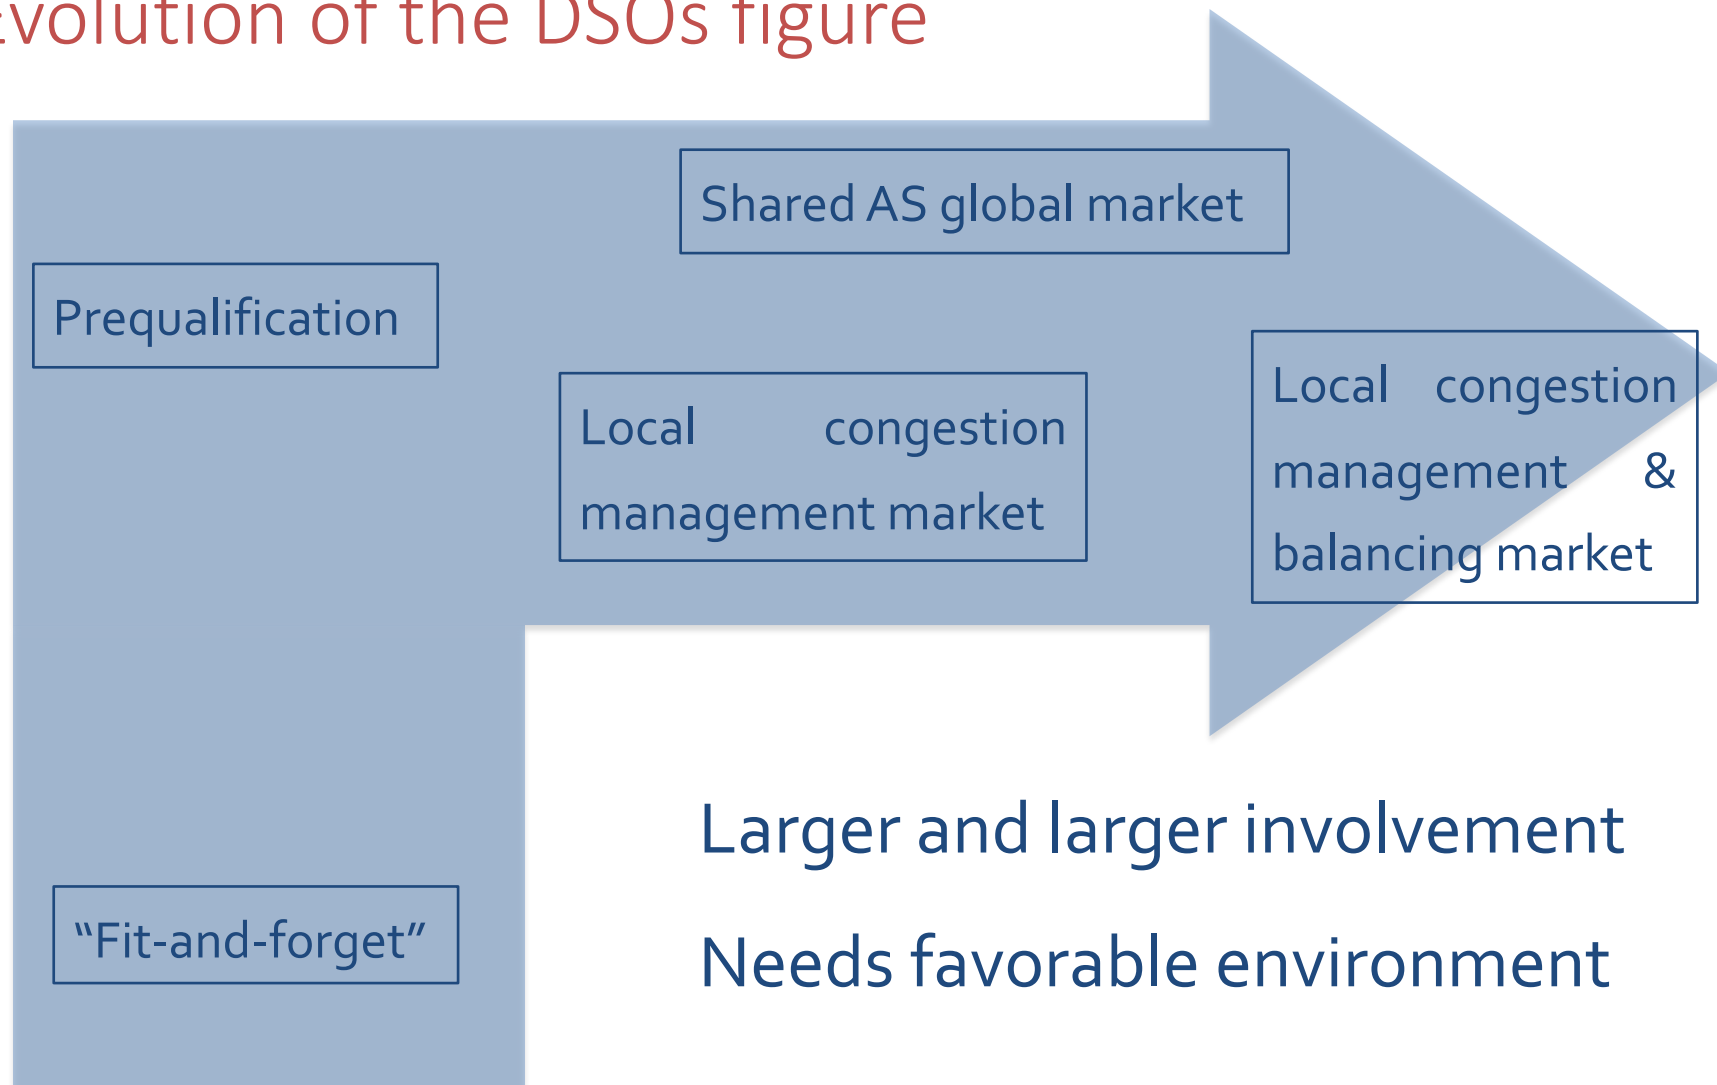 Evolution of the DSOs figure
Shared AS global market
Prequalification
Local congestion
management market
Local congestion
management &
balancing market
Larger and larger involvement
"Fit-and-forget"
Needs favorable environment